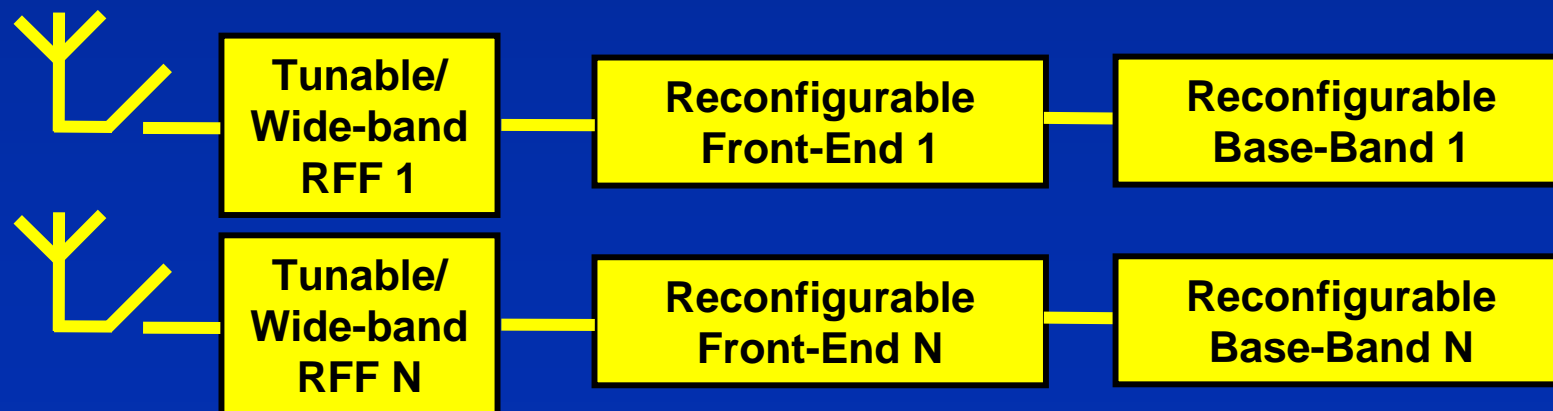 Tunable/
Wide-band
RFF 1
Reconfigurable
Front-End 1
Reconfigurable
Base-Band 1
Tunable/
Wide-band
RFF N
Reconfigurable
Front-End N
Reconfigurable
Base-Band N